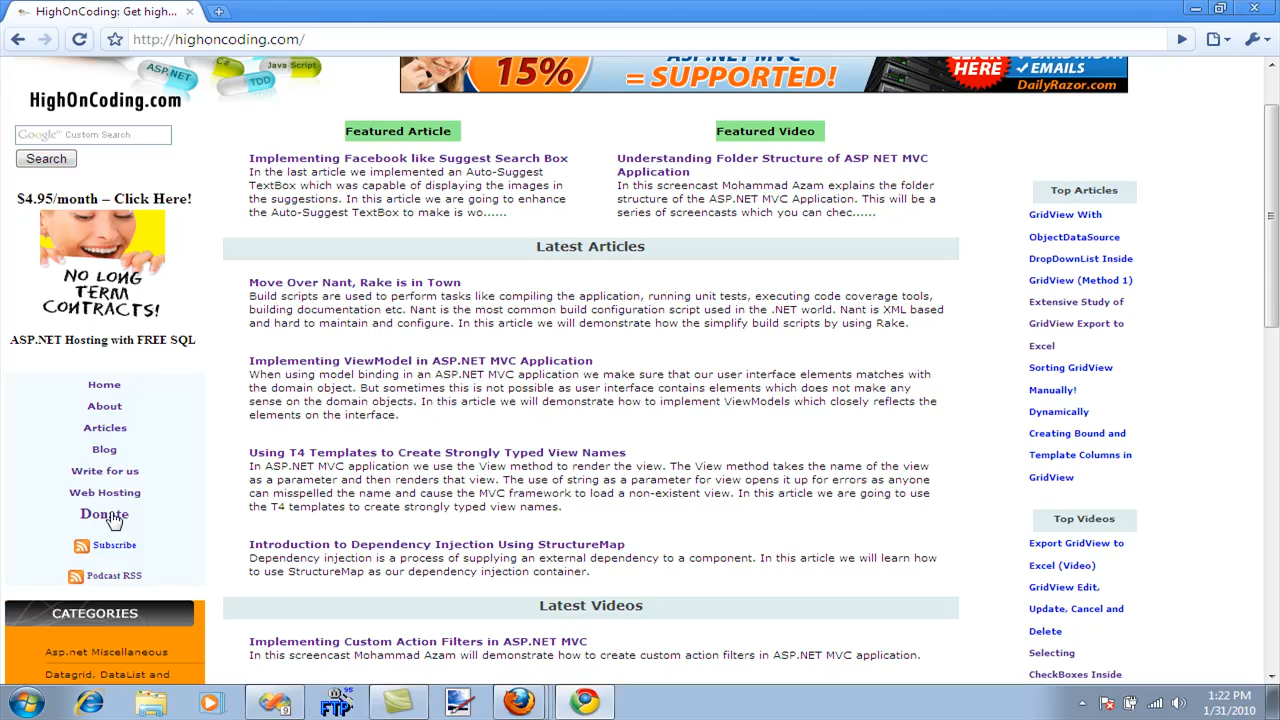 HighOnCoding: Get high...
http://highoncoding.com/
ASP.NET
C#
Java Script
TDD
HighOnCoding.com
15%
ASP.NET MVC
= SUPPORTED!
CLICK
HERE
BANDWIDTH
EMAILS
DailyRazor.com
Google™ Custom Search
Search
$4.95/month – Click Here!
NO LONG
TERM
CONTRACTS!
ASP.NET Hosting with FREE SQL
Home
About
Articles
Blog
Write for us
Web Hosting
Donate
Subscribe
Podcast RSS
CATEGORIES
Asp.net Miscellaneous
Datagrid, DataList and
Featured Article
Implementing Facebook like Suggest Search Box
In the last article we implemented an Auto-Suggest
TextBox which was capable of displaying the images in
the suggestions. In this article we are going to enhance
the Auto-Suggest TextBox to make is wo......
Featured Video
Understanding Folder Structure of ASP NET MVC
Application
In this screencast Mohammad Azam explains the folder
structure of the ASP.NET MVC Application. This will be a
series of screencasts which you can chec......
Latest Articles
Move Over Nant, Rake is in Town
Build scripts are used to perform tasks like compiling the application, running unit tests, executing code coverage tools,
building documentation etc. Nant is the most common build configuration script used in the .NET world. Nant is XML based
and hard to maintain and configure. In this article we will demonstrate how the simplify build scripts by using Rake.
Implementing ViewModel in ASP.NET MVC Application
When using model binding in an ASP.NET MVC application we make sure that our user interface elements matches with
the domain object. But sometimes this is not possible as user interface contains elements which does not make any
sense on the domain objects. In this article we will demonstrate how to implement ViewModels which closely reflects the
elements on the interface.
Using T4 Templates to Create Strongly Typed View Names
In ASP.NET MVC application we use the View method to render the view. The View method takes the name of the view
as a parameter and then renders that view. The use of string as a parameter for view opens it up for errors as anyone
can misspelled the name and cause the MVC framework to load a non-existent view. In this article we are going to use
the T4 templates to create strongly typed view names.
Introduction to Dependency Injection Using StructureMap
Dependency injection is a process of supplying an external dependency to a component. In this article we will learn how
to use StructureMap as our dependency injection container.
Latest Videos
Implementing Custom Action Filters in ASP.NET MVC
In this screencast Mohammad Azam will demonstrate how to create custom action filters in ASP.NET MVC application.
Top Articles
GridView With
ObjectDataSource
DropDownList Inside
GridView (Method 1)
Extensive Study of
GridView Export to
Excel
Sorting GridView
Manually!
Dynamically
Creating Bound and
Template Columns in
GridView
Top Videos
Export GridView to
Excel (Video)
GridView Edit,
Update, Cancel and
Delete
Selecting
CheckBoxes Inside
FTP
1:22 PM
1/31/2010